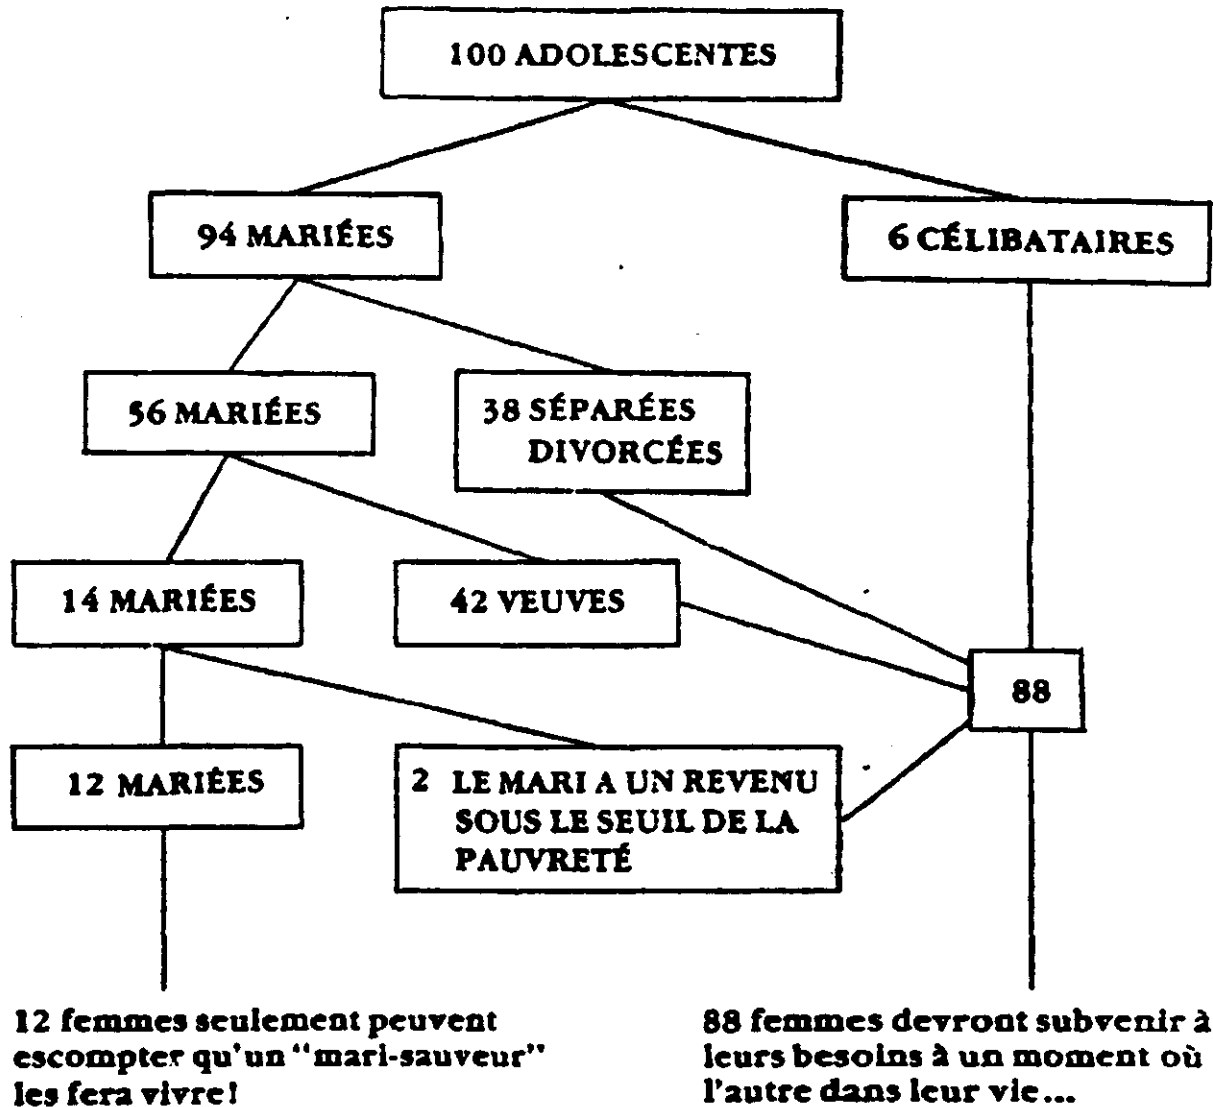 100 ADOLESCENTES
94 MARIÉES
6 CÉLIBATAIRES
56 MARIÉES
38 SÉPARÉES
DIVORCÉES
14 MARIÉES
42 VEUVES
88
12 MARIÉES
2 LE MARI A UN REVENU
SOUS LE SEUIL DE LA
PAUVRETÉ
12 femmes seulement peuvent
escompter qu'un "mari-sauveur"
les fera vivre!
88 femmes devront subvenir à
leurs besoins à un moment où
l'autre dans leur vie...